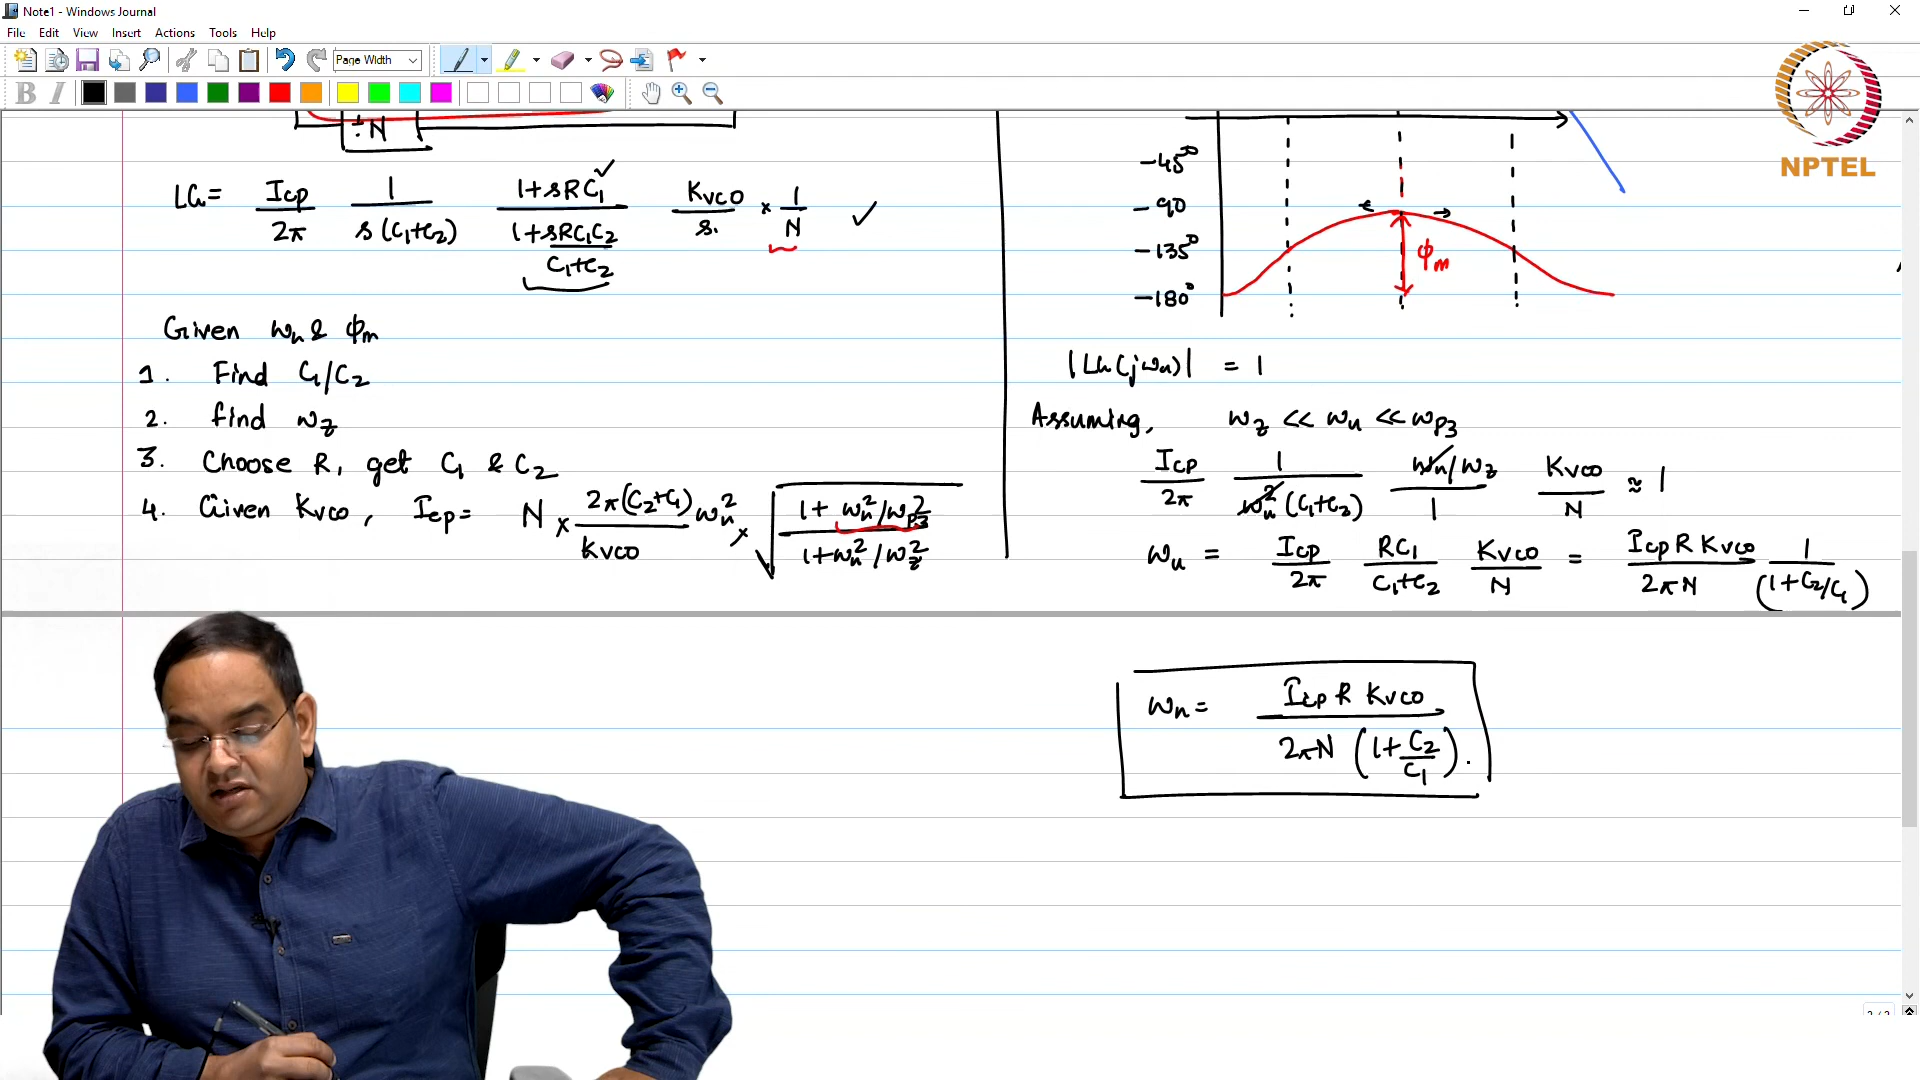 Note1 - Windows Journal
File Edit View Insert Actions Tools Help
Page Width
B I
NPTEL
÷N
LG = Icp/2π 1/s(C1+C2) 1+sRC1/(1+sRC1C2/(C1+C2)) Kvco/s × 1/N ✓
Given ωu & φm
1. Find C1/C2
2. find ωz
3. Choose R, get C1 & C2
4. Given Kvco, Icp = N × 2π(C2+C1)/Kvco ωu² × √((1+ωu²/ωp3²)/(1+ωu²/ωz²))
-45°
-90
-135°
-180°
φm
|LG(jωu)| = 1
Assuming, ωz << ωu << ωp3
Icp/2π 1/ωu²(C1+C2) ωu/ωz/1 Kvco/N ≈ 1
ωu = Icp/2π RC1/(C1+C2) Kvco/N = Icp R Kvco/2πN 1/(1+C2/C1)
ωu = Icp R Kvco/2πN (1+C2/C1).